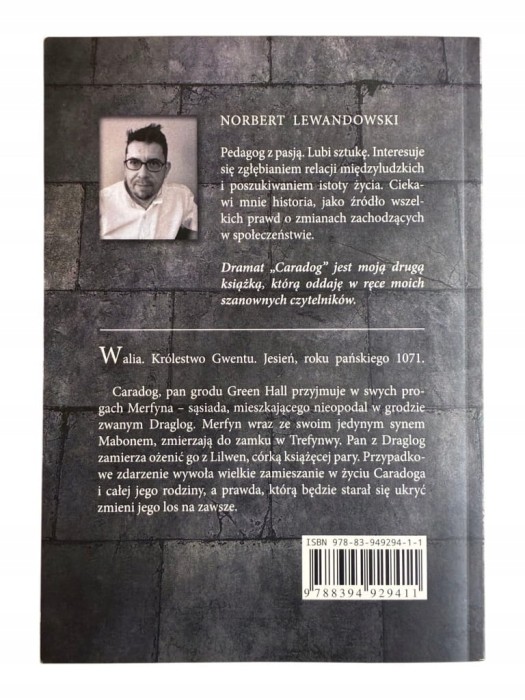 NORBERT LEWANDOWSKI
Pedagog z pasją. Lubi sztukę. Interesuje
się zgłębianiem relacji międzyludzkich
i poszukiwaniem istoty życia. Cieka-
wi mnie historia, jako źródło wszel-
kich prawd o zmianach zachodzących
w społeczeństwie.
Dramat „Caradog” jest moją drugą
książką, którą oddaję w ręce moich
szanownych czytelników.
Walia. Królestwo Gwentu. Jesień, roku pańskiego 1071.
Caradog, pan grodu Green Hall przyjmuje w swych pro-
gach Merfyna – sąsiada, mieszkającego nieopodal w grodzie
zwanym Draglog. Merfyn wraz ze swoim jedynym synem
Mabonem, zmierzają do zamku w Trefynwy. Pan z Draglog
zamierza ożenić go z Lilwen, córką książęcej pary. Przypadko-
we zdarzenie wywoła wielkie zamieszanie w życiu Caradoga
i całej jego rodziny, a prawda, którą będzie starał się ukryć
zmieni jego los na zawsze.
ISBN 978-83-949294-1-1
9 788394 929411